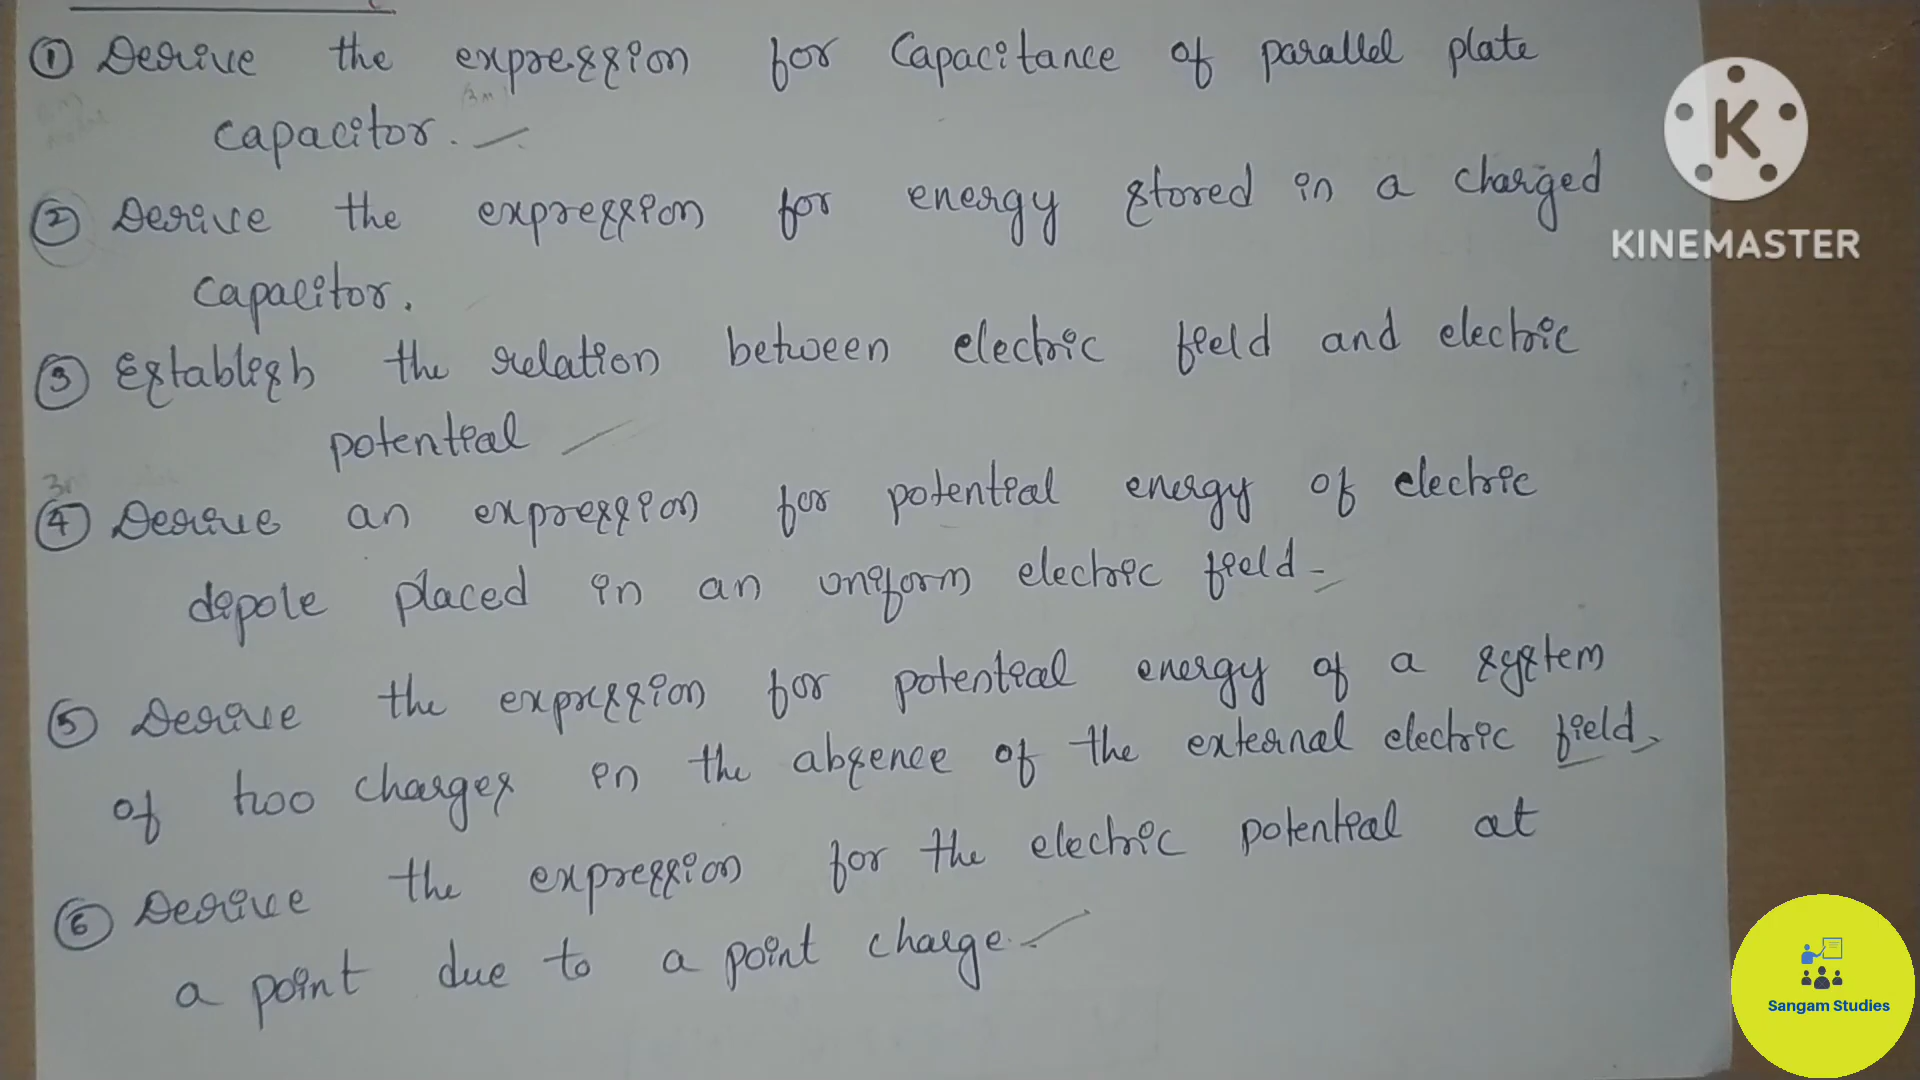 ① Derive the expression for Capacitance of parallel plate
capacitor.
② Derive the expression for energy stored in a charged
capacitor.
③ Establish the relation between electric field and electric
potential
3m
④ Derive an expression for potential energy of electric
dipole placed in an uniform electric field
⑤ Derive the expression for potential energy of a system
of two charges in the absence of the external electric field.
⑥ Derive the expression for the electric potential at
a point due to a point charge.
K
KINEMASTER
Sangam Studies